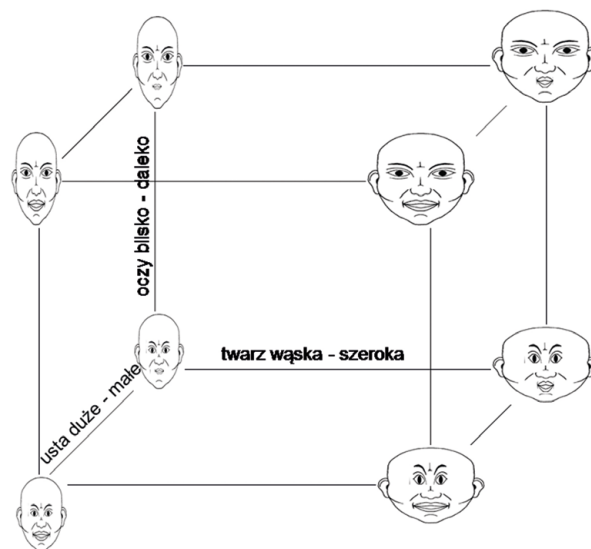 oczy blisko - daleko
twarz wąska - szeroka
usta duże - małe